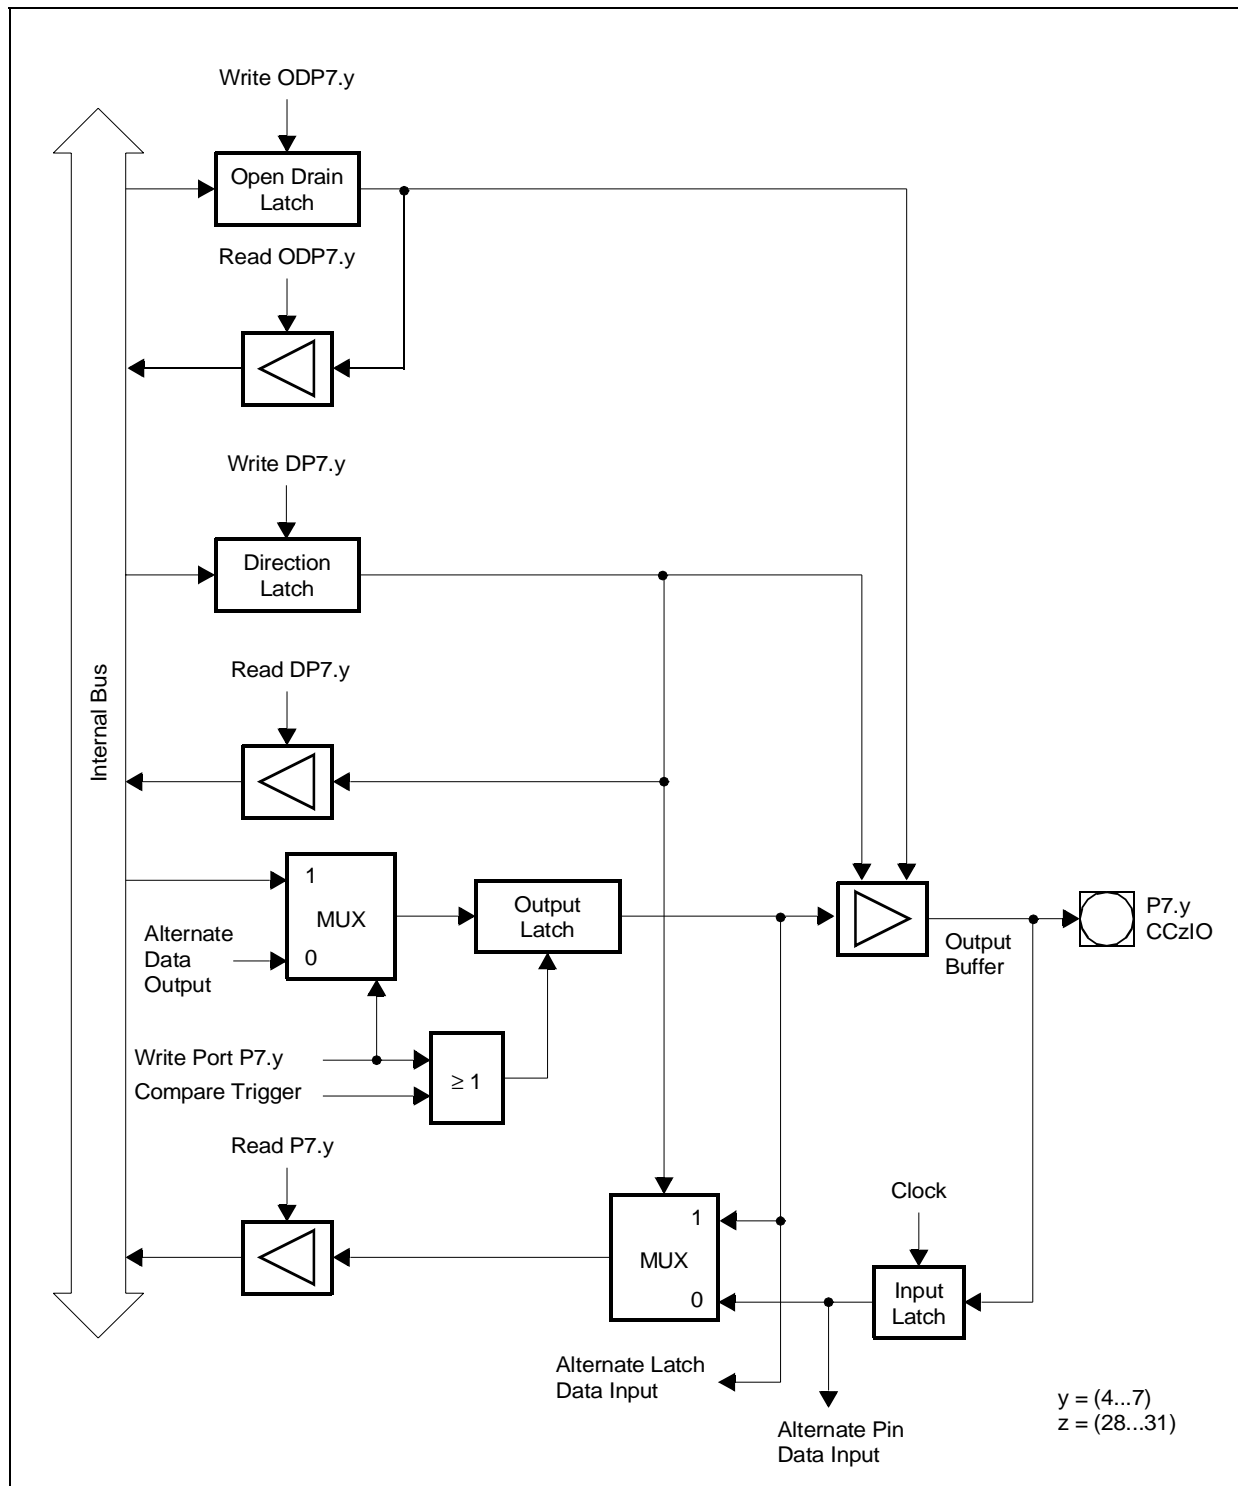 Write ODP7.y
Open Drain
Latch
Read ODP7.y
Write DP7.y
Direction
Latch
Internal Bus
Read DP7.y
1
MUX
0
Alternate
Data
Output
Output
Latch
Output
Buffer
P7.y
CCzIO
Write Port P7.y
Compare Trigger
≥ 1
Read P7.y
1
MUX
0
Clock
Input
Latch
Alternate Latch
Data Input
Alternate Pin
Data Input
y = (4...7)
z = (28...31)